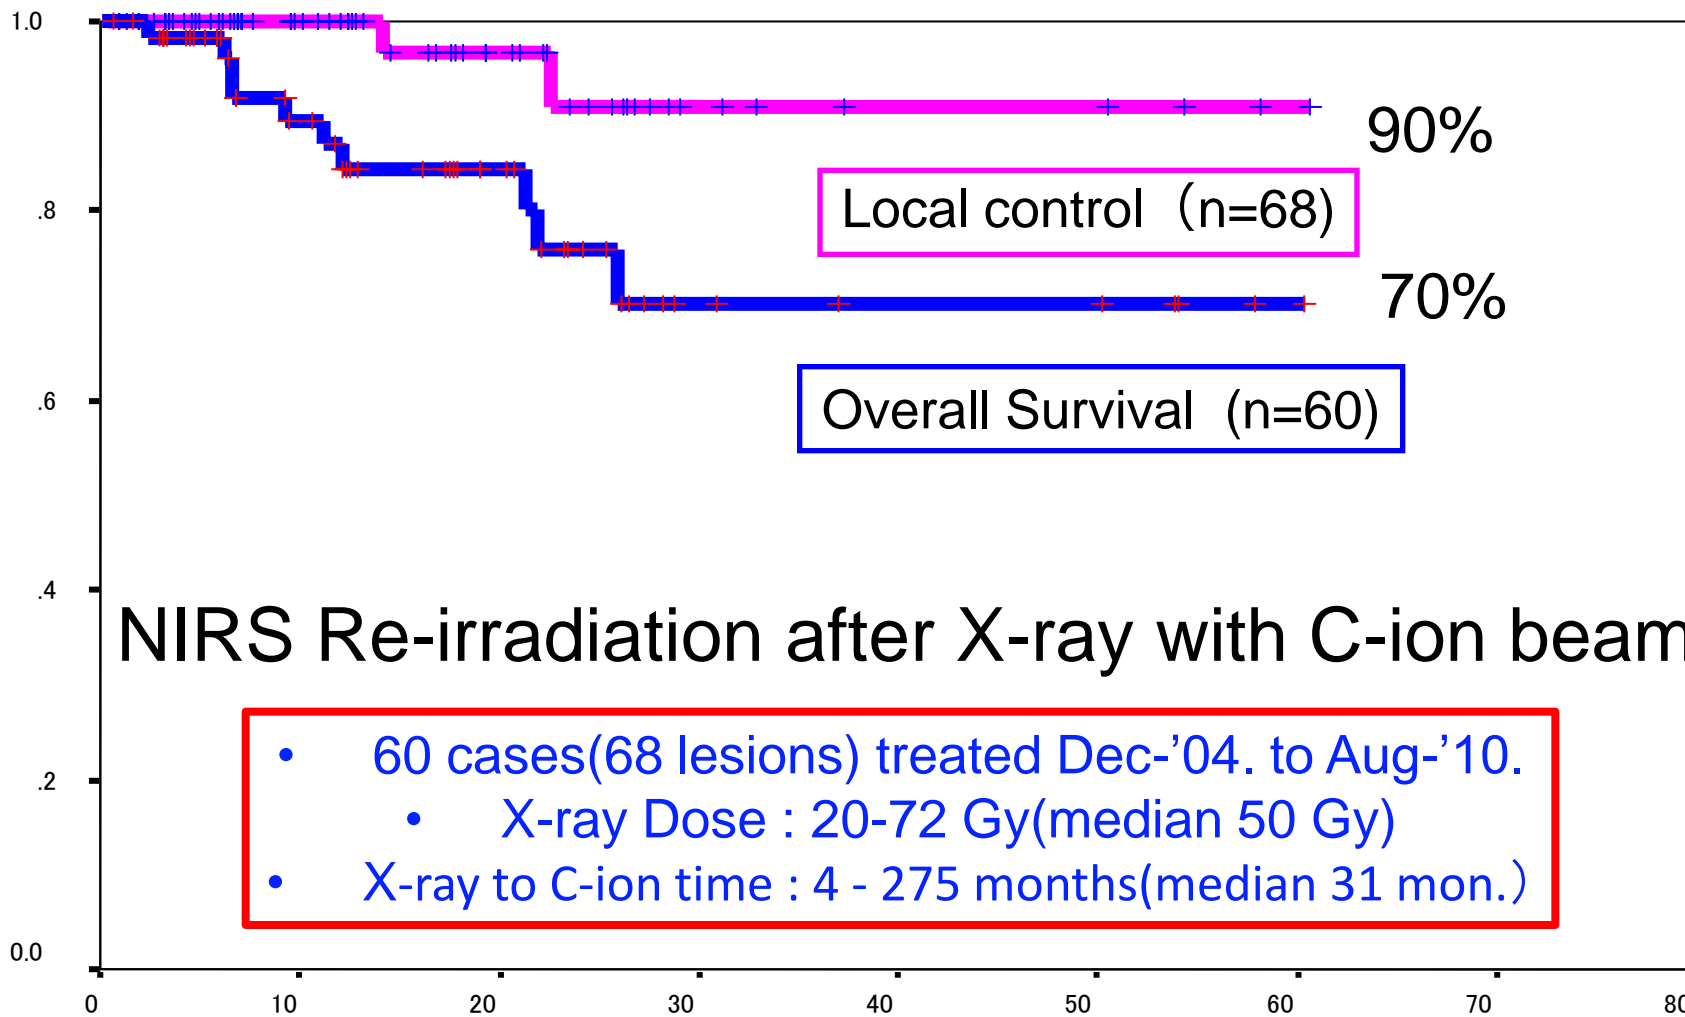 1.0
90%
Local control（n=68)
.8
70%
.6
Overall Survival (n=60)
.4
NIRS Re-irradiation after X-ray with C-ion beam
• 60 cases(68 lesions) treated Dec-’04. to Aug-’10.
.2
• X-ray Dose : 20-72 Gy(median 50 Gy)
• X-ray to C-ion time : 4 - 275 months(median 31 mon.）
0.0
0 10 20 30 40 50 60 70 80